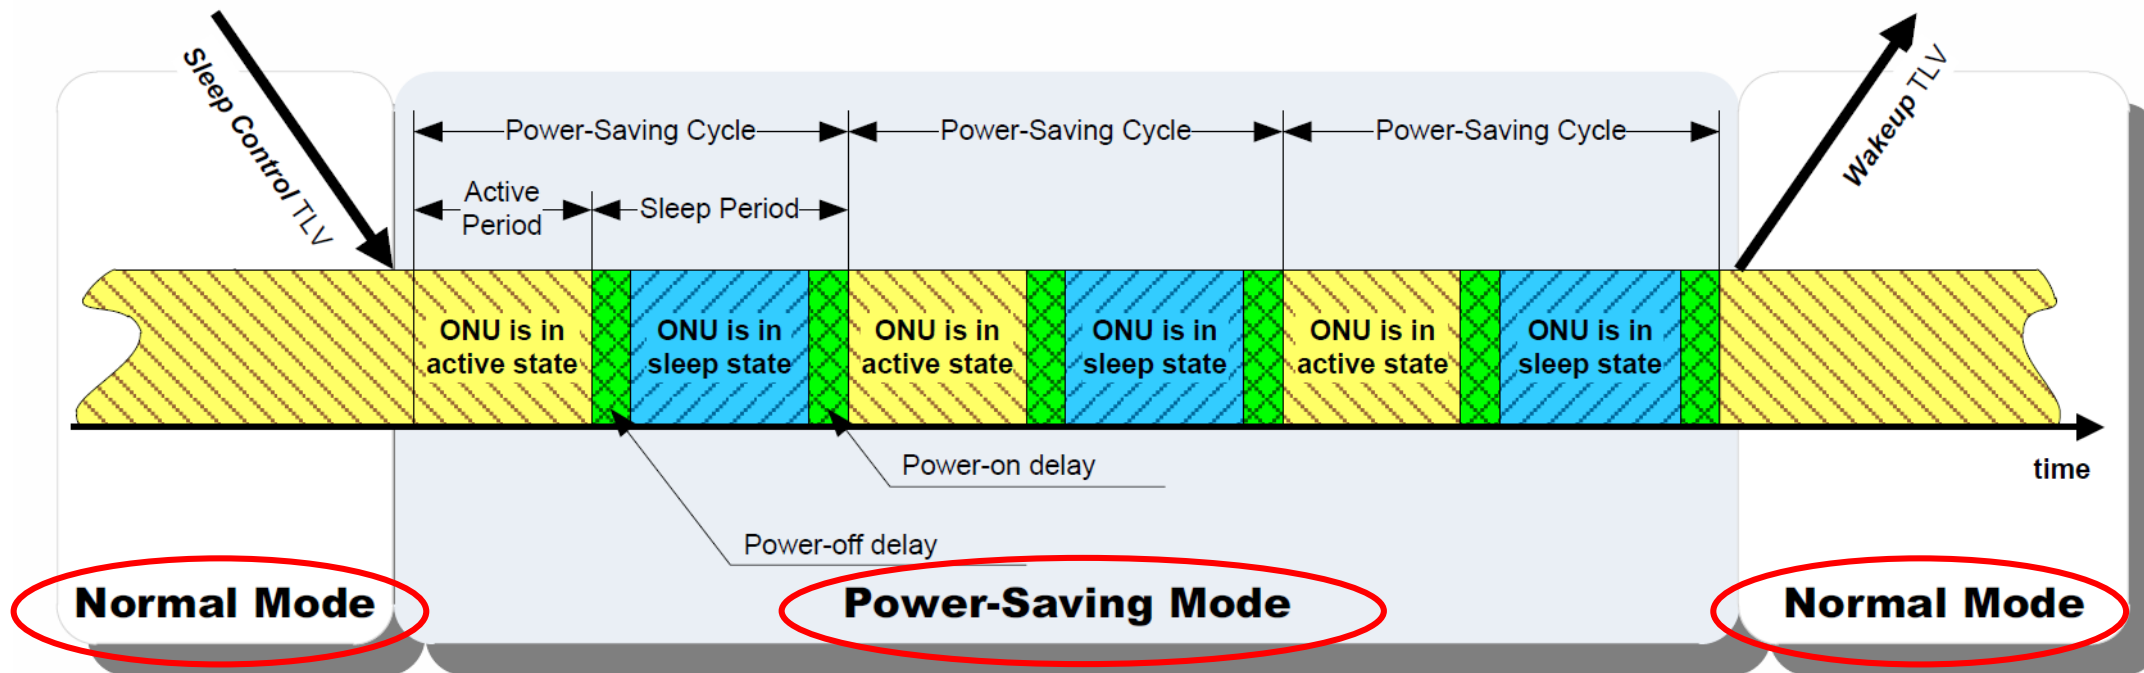 Sleep Control TLV
Wakeup TLV
Power-Saving Cycle
Power-Saving Cycle
Power-Saving Cycle
Active
Period
Sleep Period
ONU is in
active state
ONU is in
sleep state
ONU is in
active state
ONU is in
sleep state
ONU is in
active state
ONU is in
sleep state
Power-on delay
time
Power-off delay
Normal Mode
Power-Saving Mode
Normal Mode